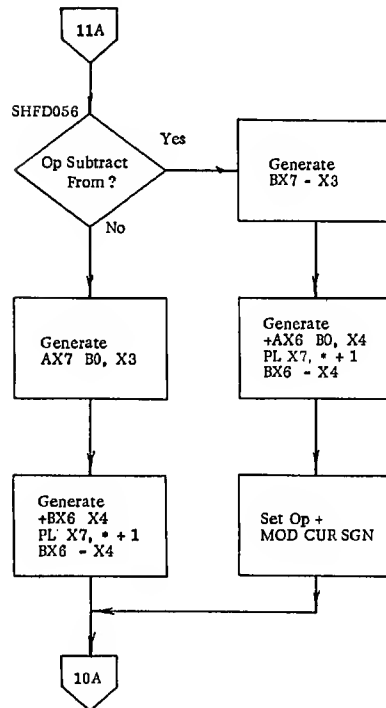 11A
SHFD056
Op Subtract
From ?
Yes
No
Generate
BX7 - X3
Generate
AX7 B0, X3
Generate
+AX6 B0, X4
PL X7, * + 1
BX6 - X4
Generate
+BX6 X4
PL X7, * + 1
BX6 - X4
Set Op +
MOD CUR SGN
10A